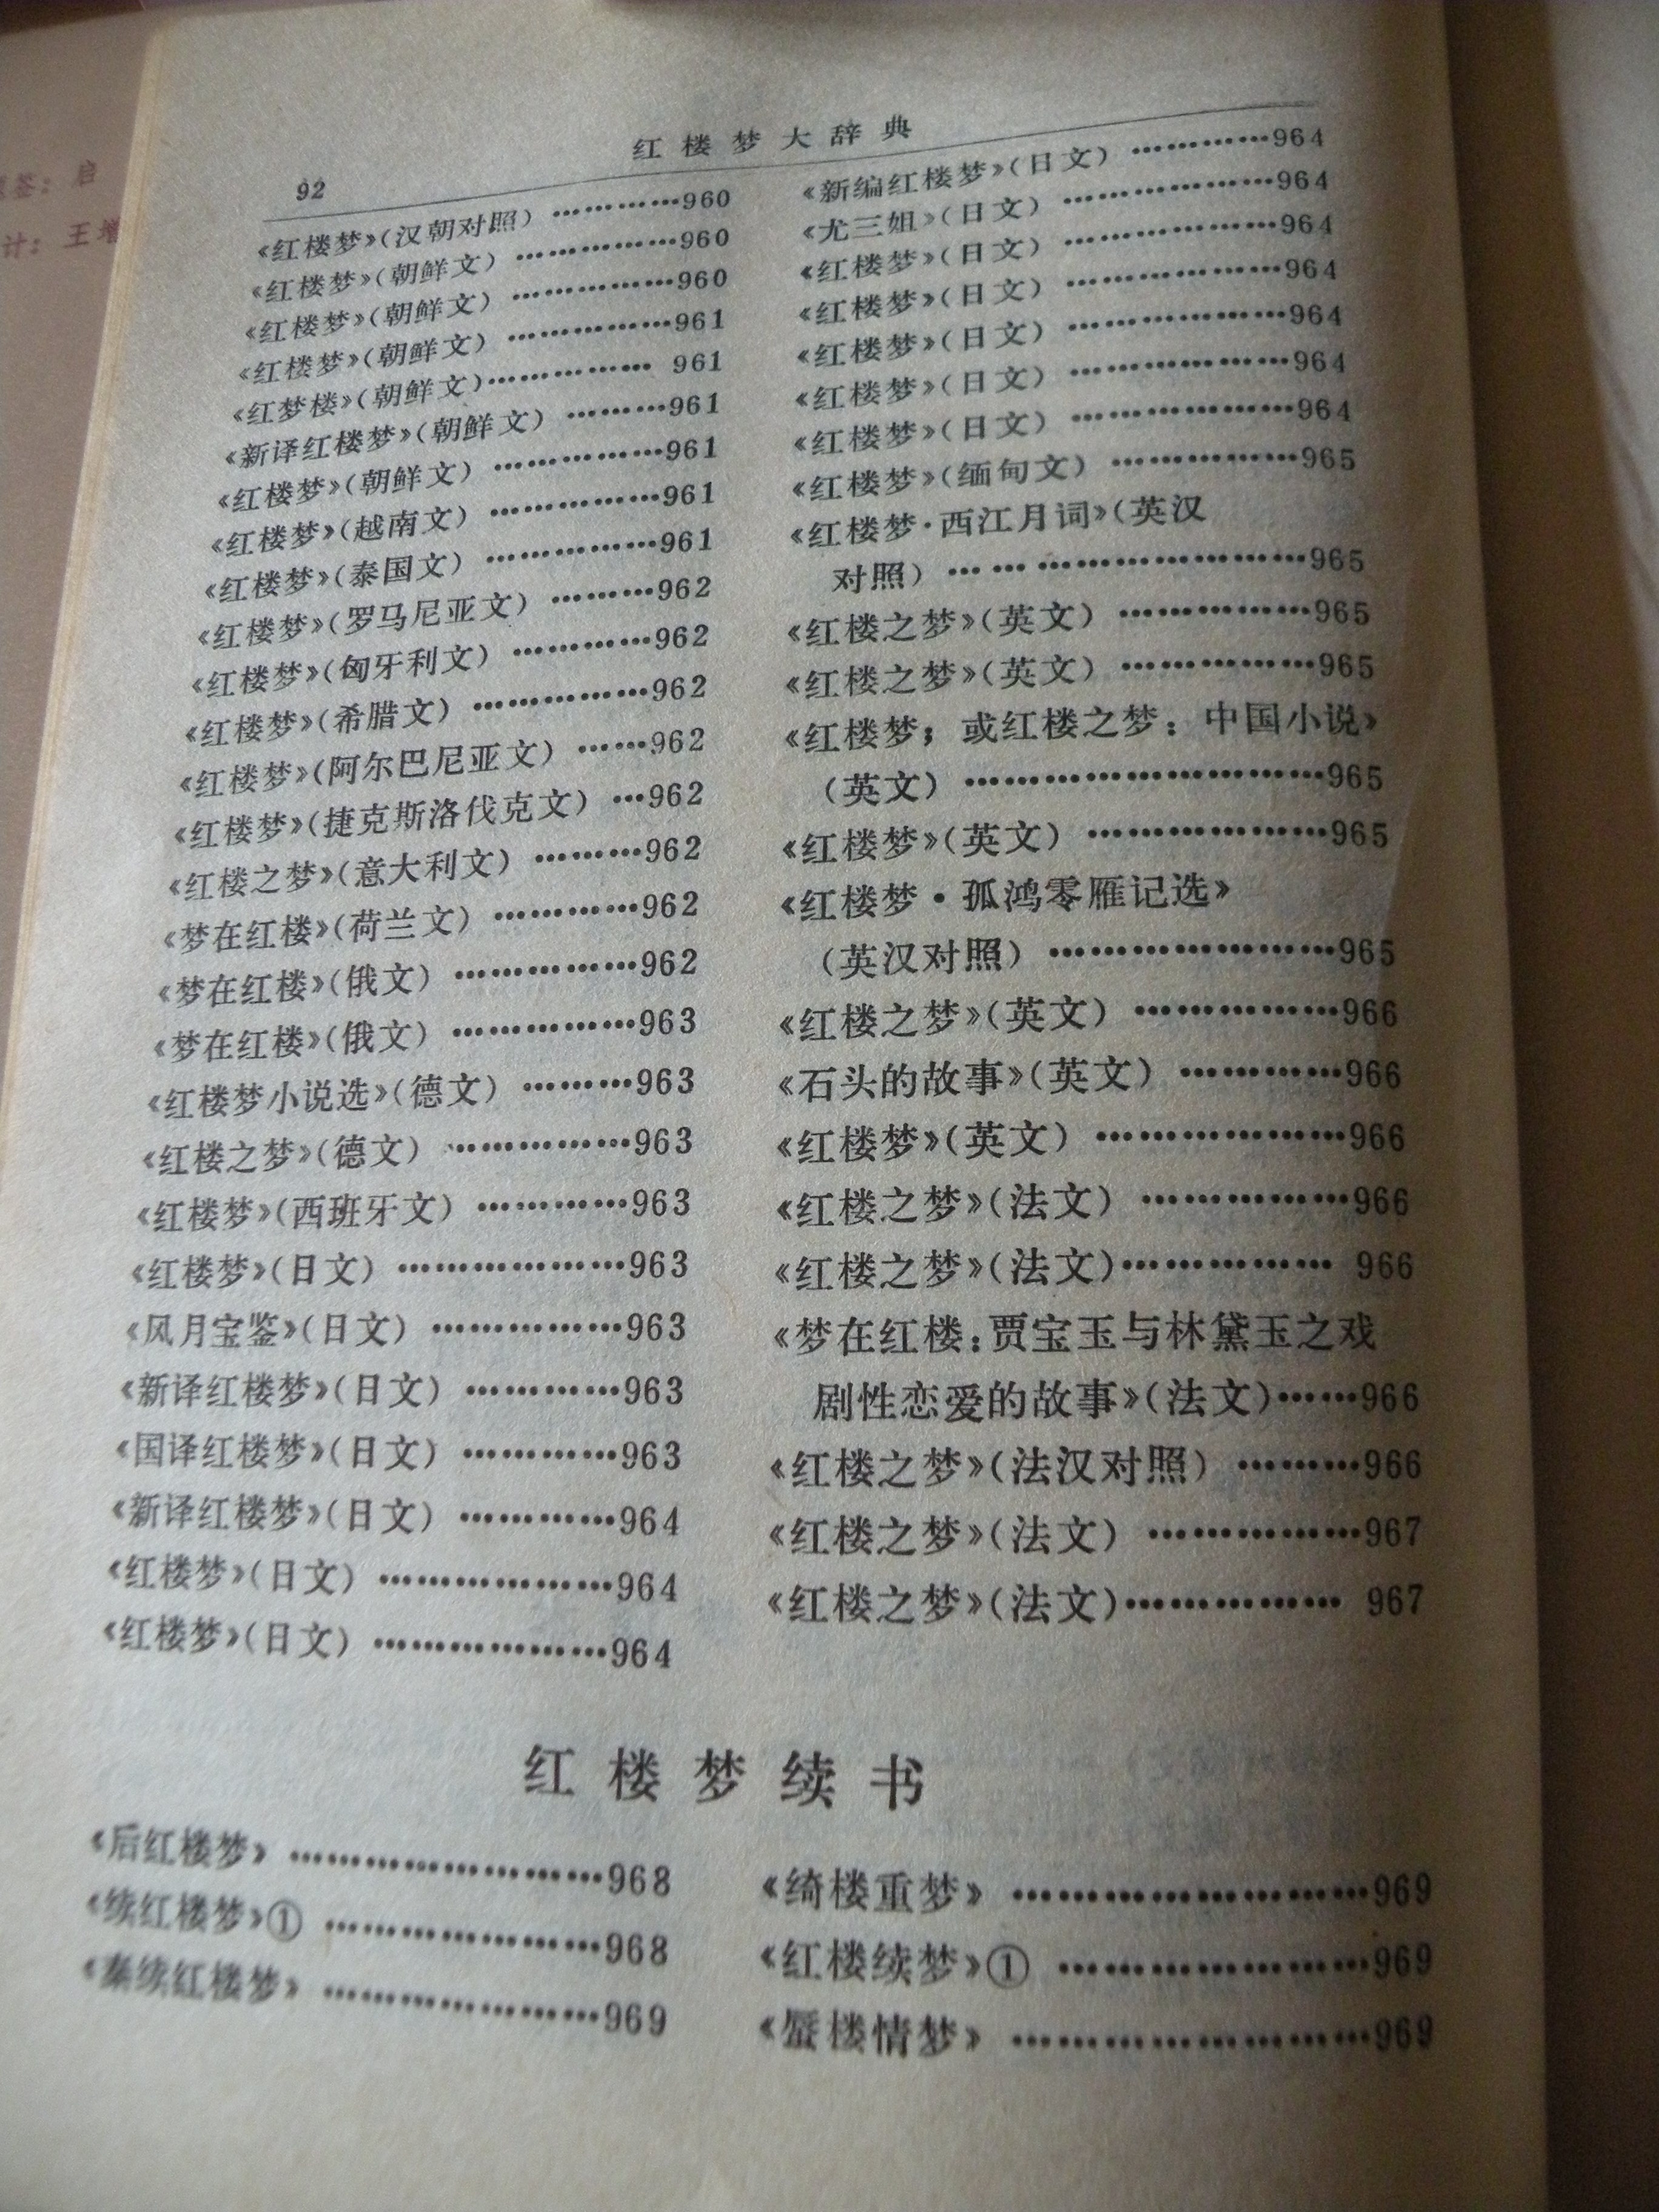 签：启
计：王增
92
红楼梦大辞典
《红楼梦》(汉朝对照) …………960
《红楼梦》(朝鲜文) ……………960
《红楼梦》(朝鲜文) ……………960
《红楼梦》(朝鲜文) ……………961
《红梦楼》(朝鲜文)…………… 961
《新译红楼梦》(朝鲜文) ………961
《红楼梦》(朝鲜文) ……………961
《红楼梦》(越南文) ……………961
《红楼梦》(泰国文) ……………961
《红楼梦》(罗马尼亚文) ………962
《红楼梦》(匈牙利文) …………962
《红楼梦》(希腊文) ……………962
《红楼梦》(阿尔巴尼亚文) ……962
《红楼梦》(捷克斯洛伐克文) …962
《红楼之梦》(意大利文) ………962
《梦在红楼》(荷兰文) …………962
《梦在红楼》(俄文) ……………962
《梦在红楼》(俄文) ……………963
《红楼梦小说选》(德文) ………963
《红楼之梦》(德文) ……………963
《红楼梦》(西班牙文) …………963
《红楼梦》(日文) ………………963
《风月宝鉴》(日文) ……………963
《新译红楼梦》(日文) …………963
《国译红楼梦》(日文) …………963
《新译红楼梦》(日文) …………964
《红楼梦》(日文) ………………964
《红楼梦》(日文) ………………964
《新编红楼梦》(日文) …………964
《尤三姐》(日文) ………………964
《红楼梦》(日文) ………………964
《红楼梦》(日文) ………………964
《红楼梦》(日文) ………………964
《红楼梦》(日文) ………………964
《红楼梦》(日文) ………………964
《红楼梦》(缅甸文) ……………965
《红楼梦·西江月词》(英汉
对照) … … …………………965
《红楼之梦》(英文) ……………965
《红楼之梦》(英文) ……………965
《红楼梦；或红楼之梦：中国小说》
(英文) ………………………965
《红楼梦》(英文) ………………965
《红楼梦·孤鸿零雁记选》
(英汉对照) …………………965
《红楼之梦》(英文) ……………966
《石头的故事》(英文) …………966
《红楼梦》(英文) ………………966
《红楼之梦》(法文) ……………966
《红楼之梦》(法文)…………… 966
《梦在红楼：贾宝玉与林黛玉之戏
剧性恋爱的故事》(法文)……966
《红楼之梦》(法汉对照) ………966
《红楼之梦》(法文) ……………967
《红楼之梦》(法文)…………… 967
红楼梦续书
《后红楼梦》 ……………………968
《续红楼梦》① …………………968
《秦续红楼梦》 …………………969
《绮楼重梦》 ……………………969
《红楼续梦》① …………………969
《蜃楼情梦》 ……………………969